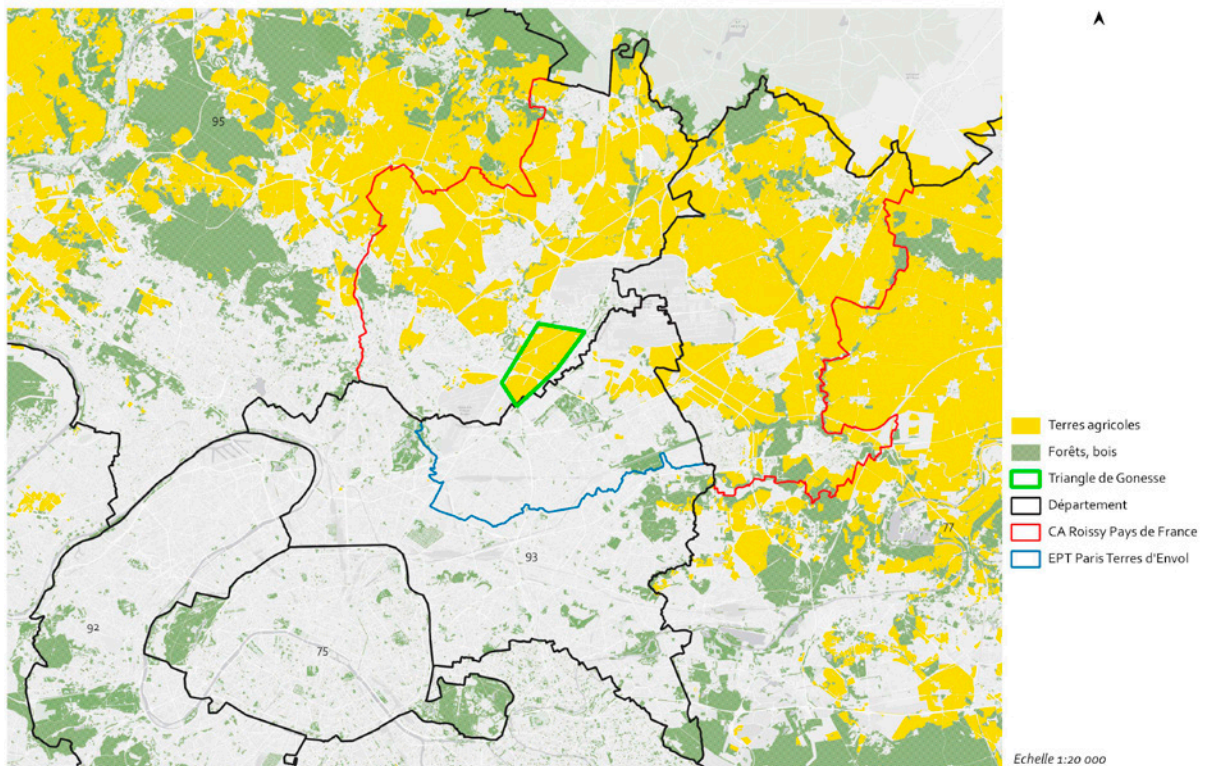 95
92
75
93
77
Terres agricoles
Forêts, bois
Triangle de Gonesse
Département
CA Roissy Pays de France
EPT Paris Terres d'Envol
Echelle 1:20 000